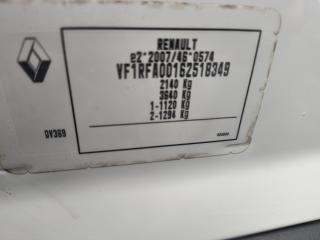 RENAULT
e2*2007/46*0574
VF1RFA00162518349
2140 Kg
3640 Kg
1-1120 Kg
2-1294 Kg
GV369